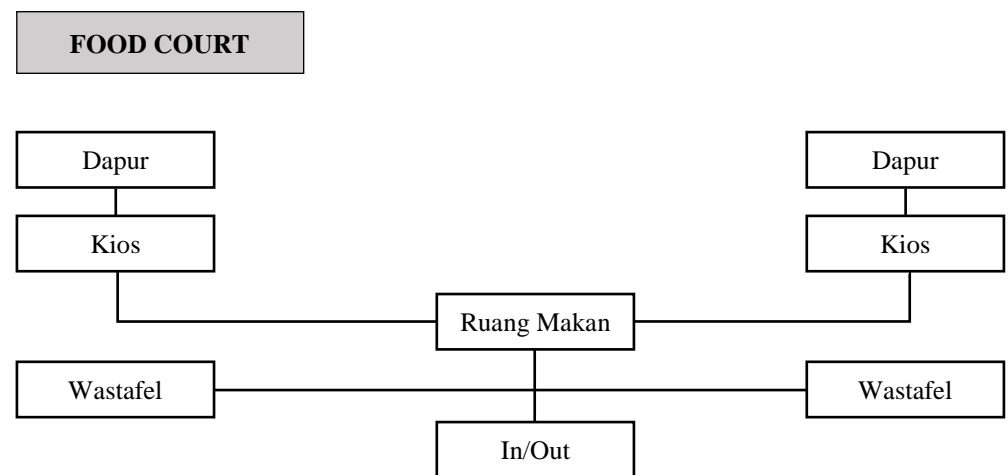 FOOD COURT
Dapur
Dapur
Kios
Kios
Ruang Makan
Wastafel
Wastafel
In/Out